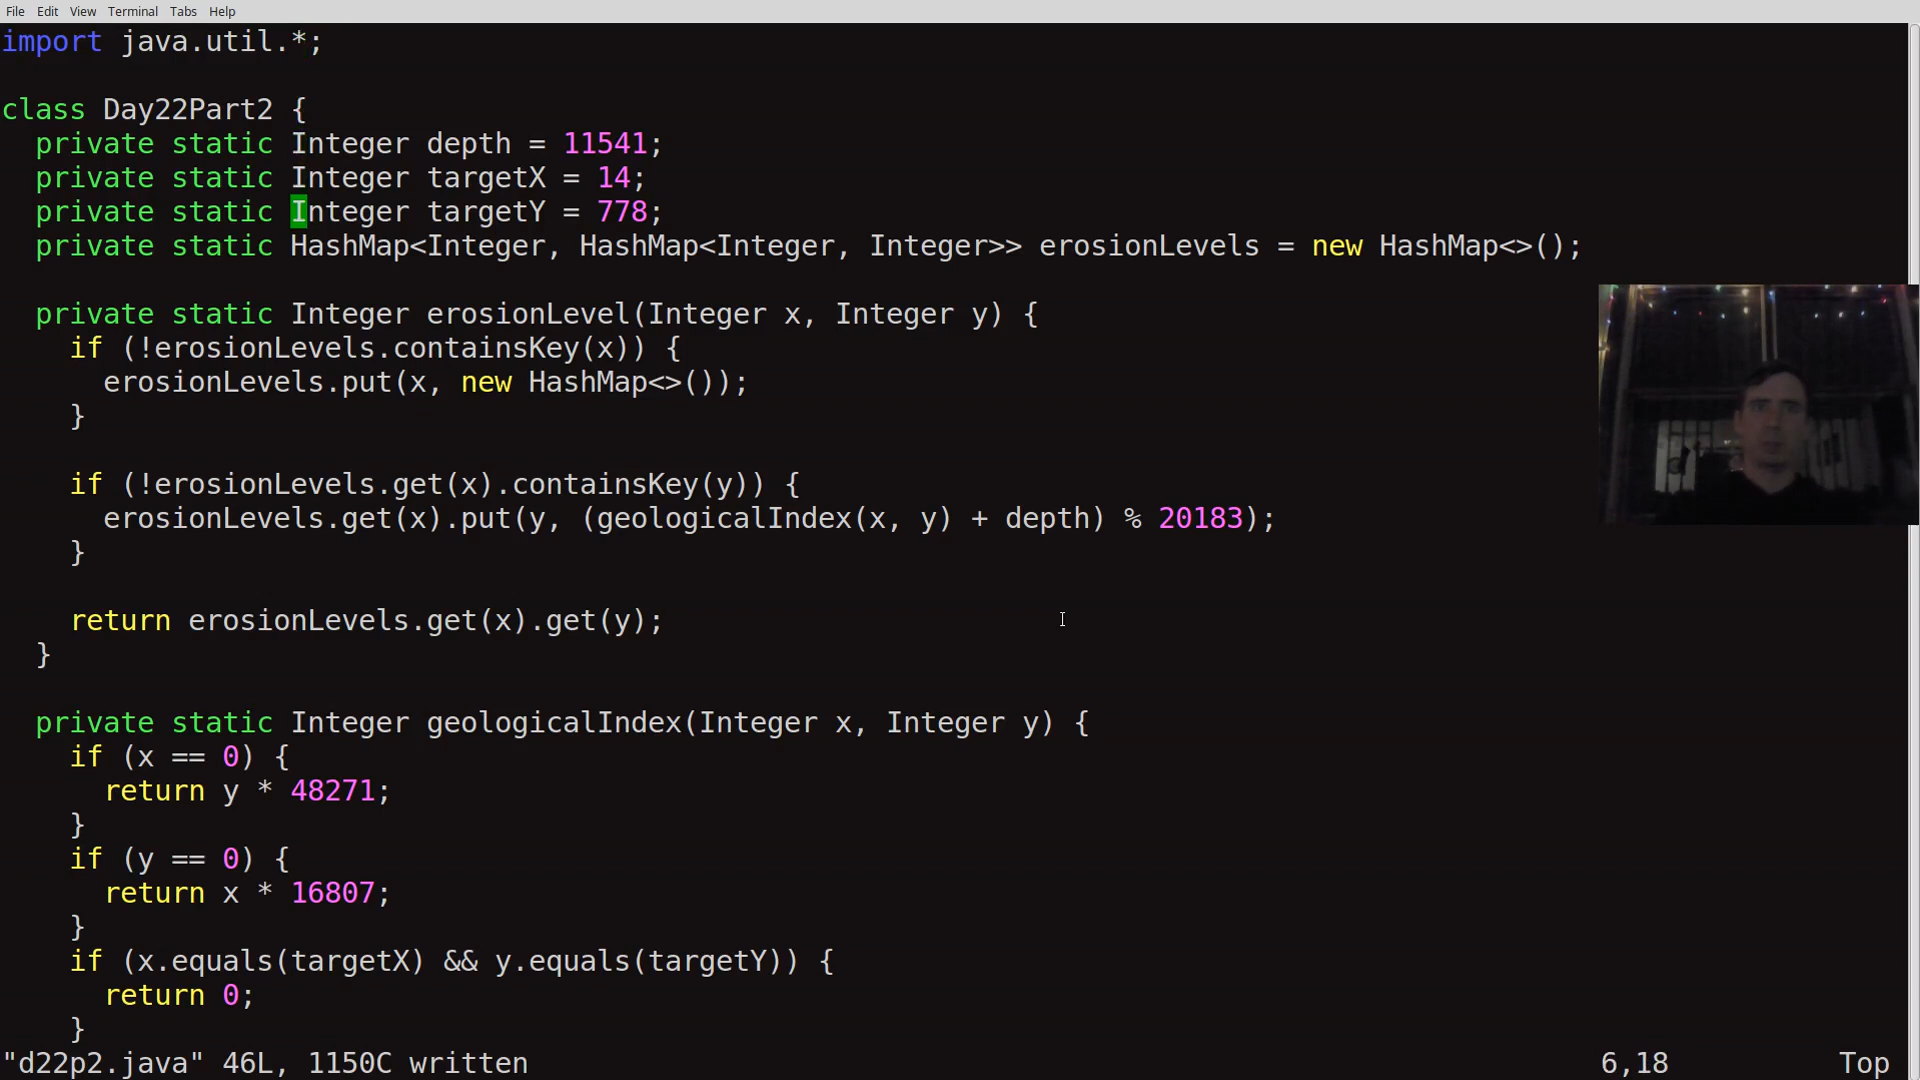 File Edit View Terminal Tabs Help
import java.util.*;
class Day22Part2 {
private static Integer depth = 11541;
private static Integer targetX = 14;
private static Integer targetY = 778;
private static HashMap<Integer, HashMap<Integer, Integer>> erosionLevels = new HashMap<>();
private static Integer erosionLevel(Integer x, Integer y) {
if (!erosionLevels.containsKey(x)) {
erosionLevels.put(x, new HashMap<>());
}
if (!erosionLevels.get(x).containsKey(y)) {
erosionLevels.get(x).put(y, (geologicalIndex(x, y) + depth) % 20183);
}
return erosionLevels.get(x).get(y);
}
private static Integer geologicalIndex(Integer x, Integer y) {
if (x == 0) {
return y * 48271;
}
if (y == 0) {
return x * 16807;
}
if (x.equals(targetX) && y.equals(targetY)) {
return 0;
}
"d22p2.java" 46L, 1150C written 6,18 Top